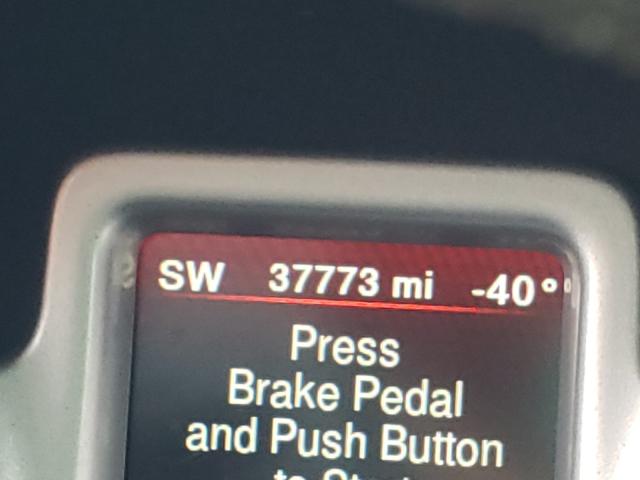 SW 37773 mi -40°
Press
Brake Pedal
and Push Button